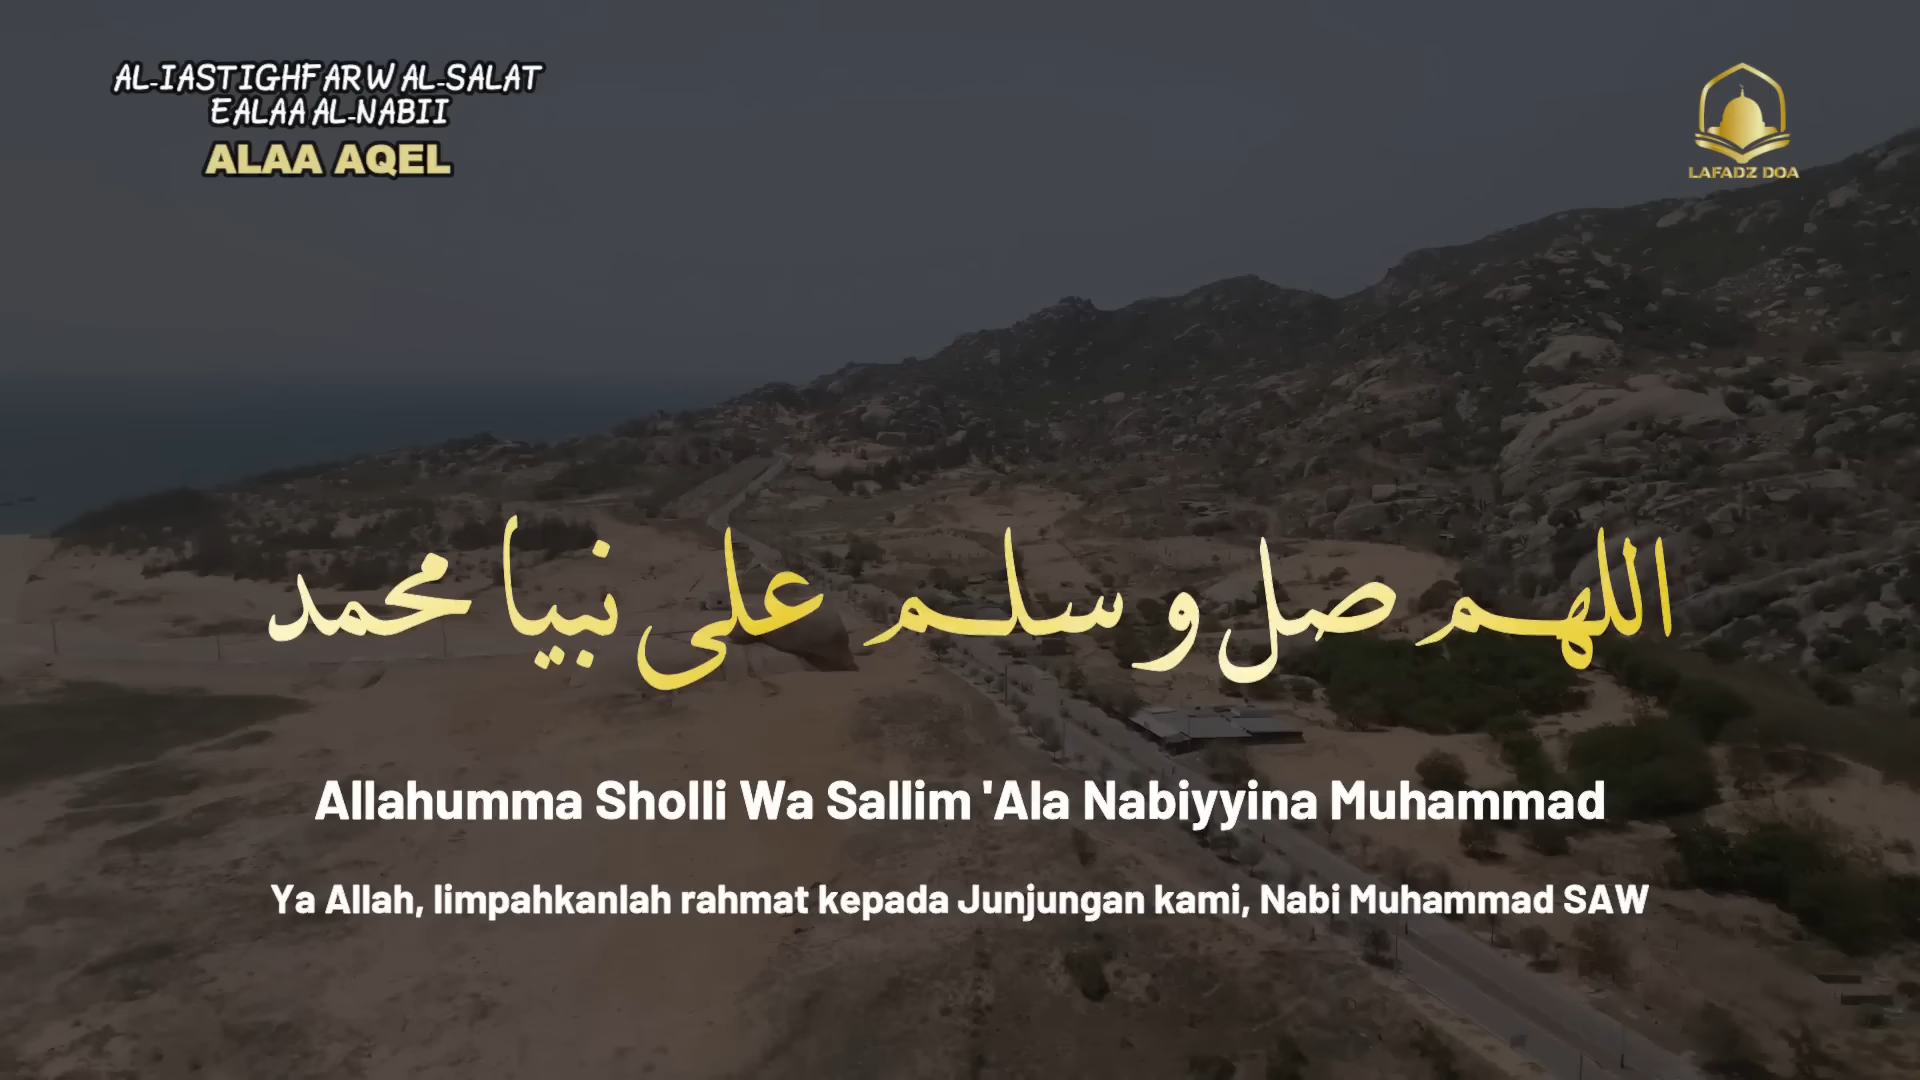 AL-IASTIGHFAR W AL-SALAT
EALAA AL-NABII
ALAA AQEL
LAFADZ DOA
اللهم صل و سلم على نبيا محمد
Allahumma Sholli Wa Sallim 'Ala Nabiyyina Muhammad
Ya Allah, limpahkanlah rahmat kepada Junjungan kami, Nabi Muhammad SAW